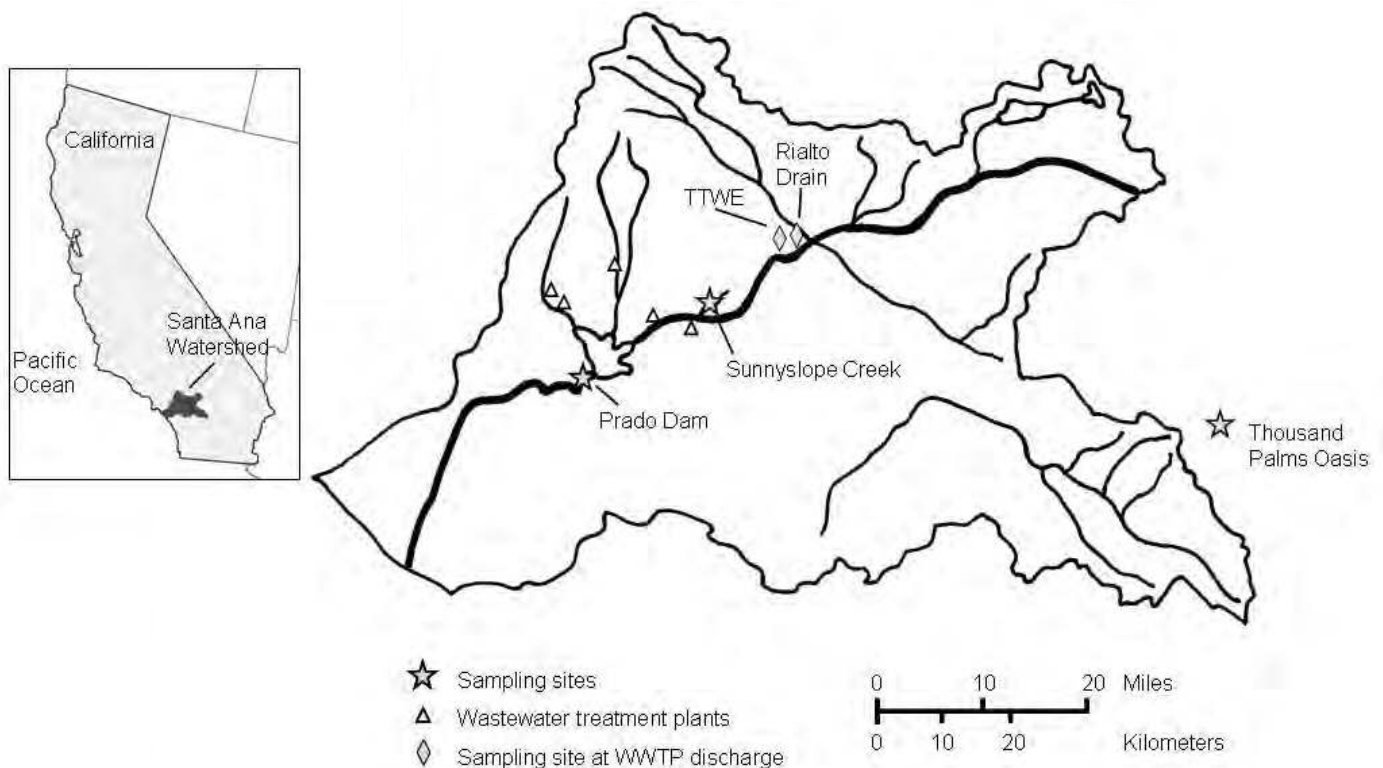 California
Santa Ana
Watershed
Pacific
Ocean
Rialto
Drain
TTWE
Sunnyslope Creek
Prado Dam
Thousand
Palms Oasis
Sampling sites
Wastewater treatment plants
Sampling site at WWTP discharge
0 10 20 Miles
0 10 20 Kilometers